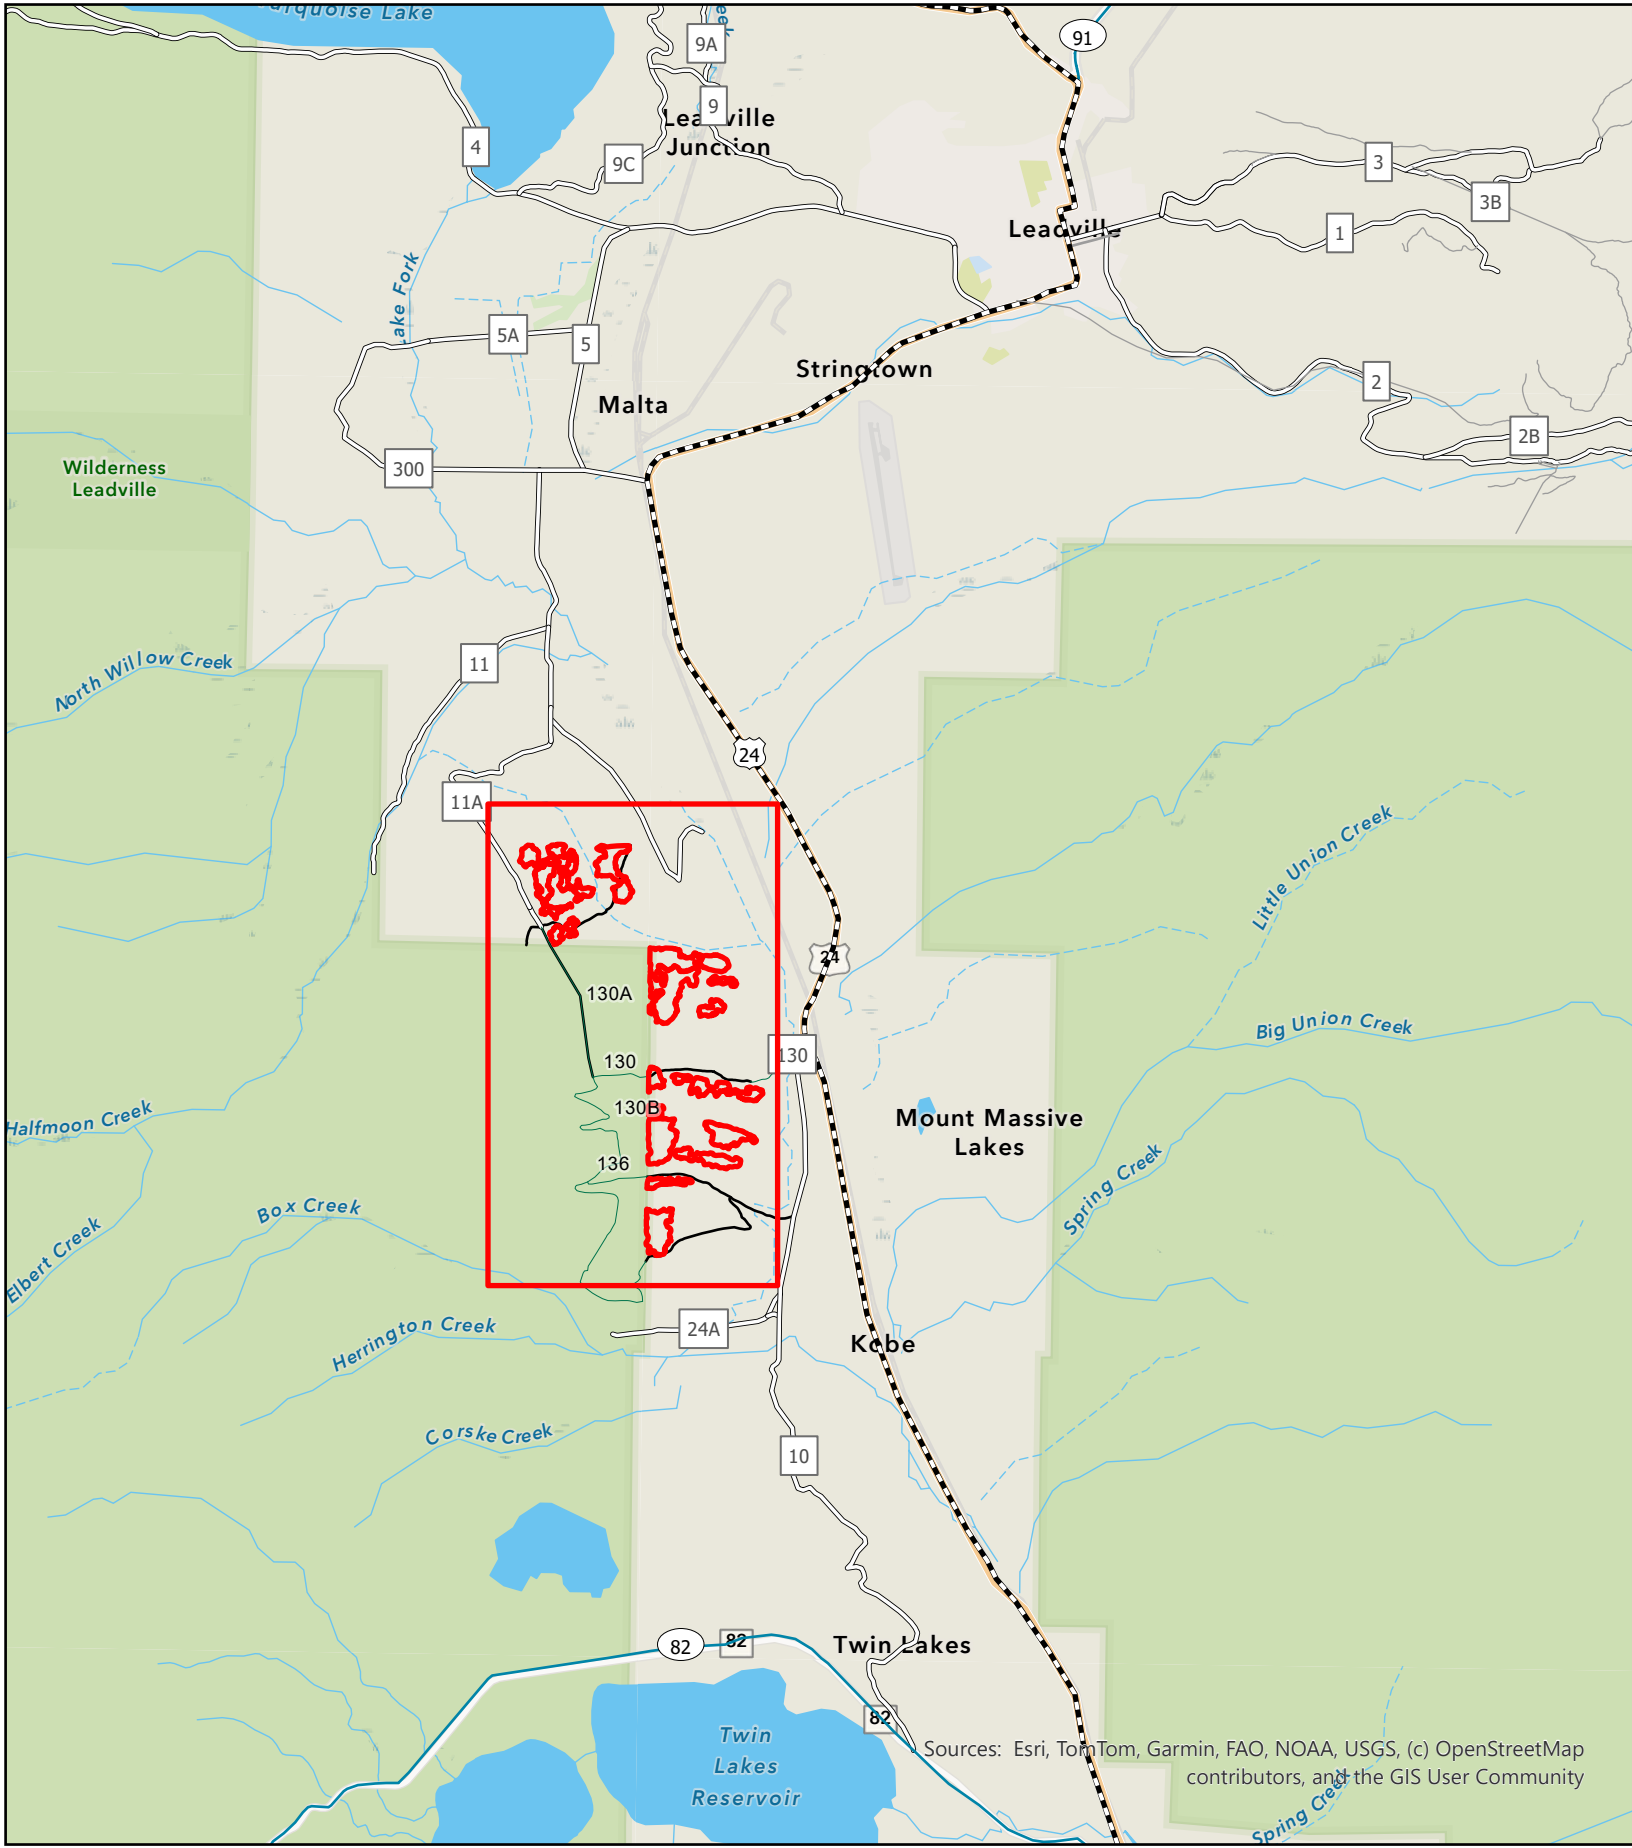 Turquoise Lake
eek
9A
91
9
Leadville
Junction
4
9C
3
3B
1
Leadville
Lake Fork
5A
5
Stringtown
2
Malta
2B
300
Wilderness
Leadville
11
North Willow Creek
24
11A
Little Union Creek
24
130A
Big Union Creek
130
130
130B
Halfmoon Creek
Mount Massive
Lakes
136
Spring Creek
Box Creek
Elbert Creek
24A
Herrington Creek
Kobe
Corske Creek
10
82
82
Twin Lakes
82
Twin
Lakes
Reservoir
Sources: Esri, TomTom, Garmin, FAO, NOAA, USGS, (c) OpenStreetMap
contributors, and the GIS User Community
Spring Creek